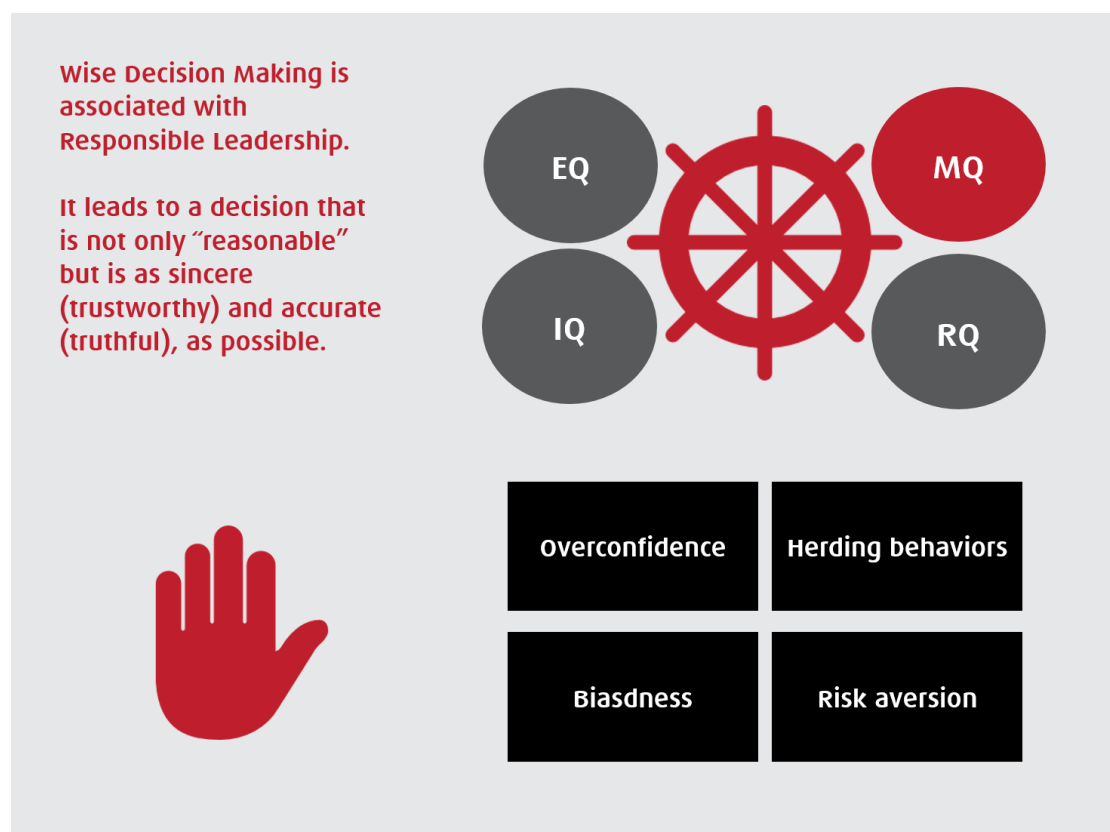 Wise Decision Making is
associated with
Responsible Leadership.
It leads to a decision that
is not only “reasonable”
but is as sincere
(trustworthy) and accurate
(truthful), as possible.
EQ
MQ
IQ
RQ
Overconfidence
Herding behaviors
Biasdness
Risk aversion